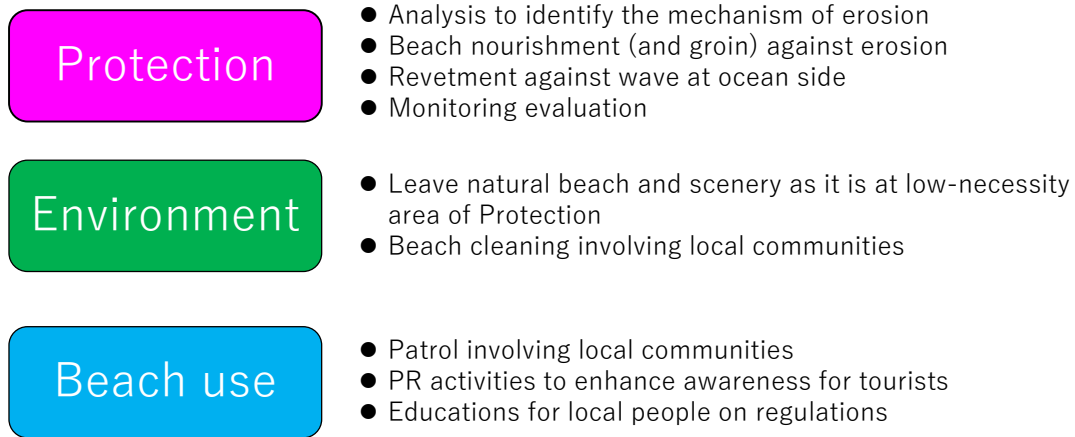 Protection
● Analysis to identify the mechanism of erosion
● Beach nourishment (and groin) against erosion
● Revetment against wave at ocean side
● Monitoring evaluation
Environment
● Leave natural beach and scenery as it is at low-necessity
area of Protection
● Beach cleaning involving local communities
Beach use
● Patrol involving local communities
● PR activities to enhance awareness for tourists
● Educations for local people on regulations